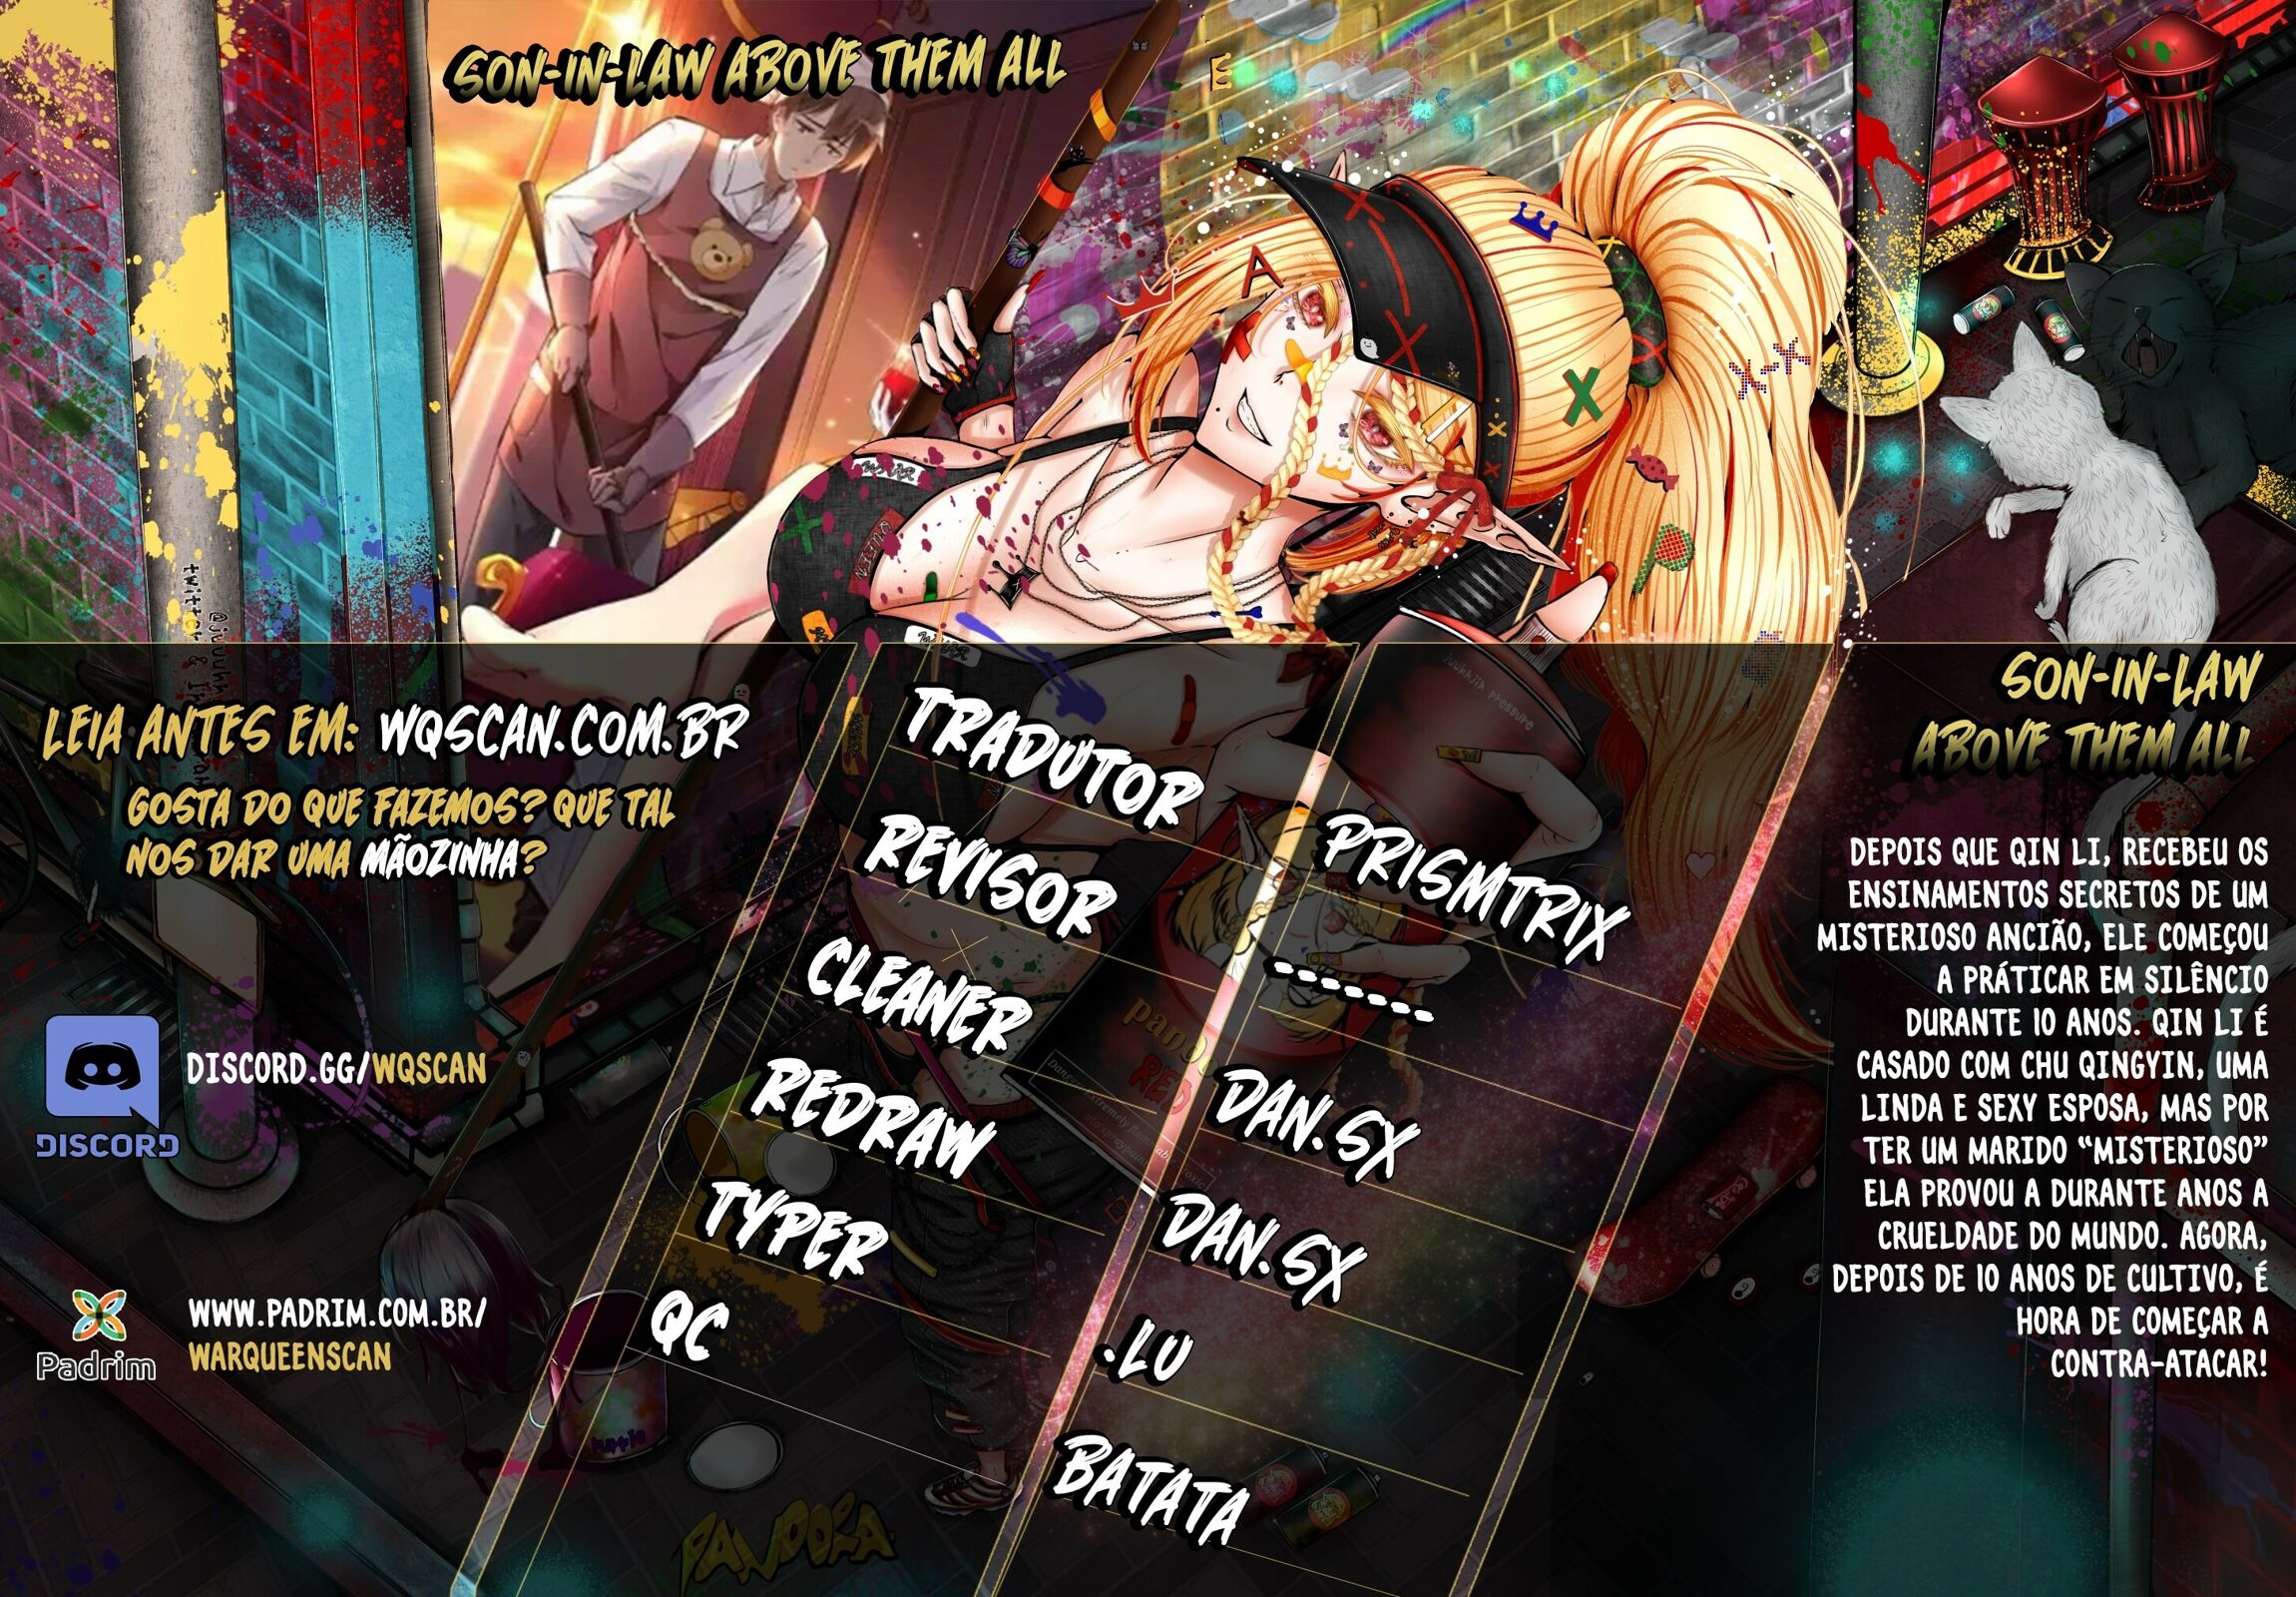 SON-IN-LAW ABOVE THEM ALL
LEIA ANTES EM: WQSCAN.COM.BR
GOSTA DO QUE FAZEMOS? QUE TAL
NOS DAR UMA MÃOZINHA?
DISCORD.GG/WQSCAN
DISCORD
WWW.PADRIM.COM.BR/
WARQUEENSCAN
Padrim
TRADUTOR
PRISMTRIX
REVISOR
------
CLEANER
DAN.SX
REDRAW
DAN.SX
TYPER
.LU
QC
BATATA
SON-IN-LAW
ABOVE THEM ALL
DEPOIS QUE QIN LI, RECEBEU OS
ENSINAMENTOS SECRETOS DE UM
MISTERIOSO ANCIÃO, ELE COMEÇOU
A PRÁTICAR EM SILÊNCIO
DURANTE 10 ANOS. QIN LI É
CASADO COM CHU QINGYIN, UMA
LINDA E SEXY ESPOSA, MAS POR
TER UM MARIDO “MISTERIOSO”
ELA PROVOU A DURANTE ANOS A
CRUELDADE DO MUNDO. AGORA,
DEPOIS DE 10 ANOS DE CULTIVO, É
HORA DE COMEÇAR A
CONTRA-ATACAR!
PANDORA